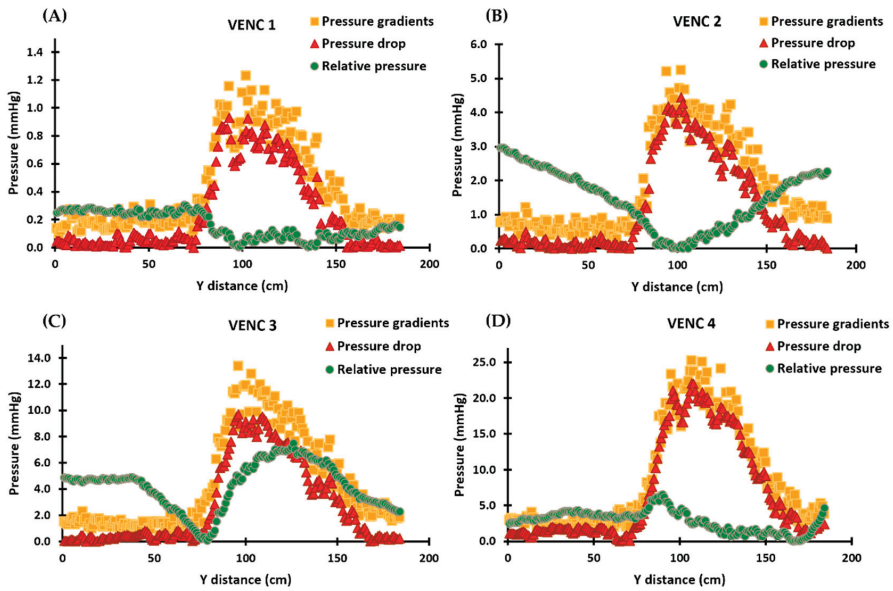 (A)
VENC 1
Pressure gradients
Pressure drop
Relative pressure
Pressure (mmHg)
1.4
1.2
1.0
0.8
0.6
0.4
0.2
0.0
0 50 100 150 200
Y distance (cm)
(B)
VENC 2
Pressure gradients
Pressure drop
Relative pressure
Pressure (mmHg)
6.0
5.0
4.0
3.0
2.0
1.0
0.0
0 50 100 150 200
Y distance (cm)
(C)
VENC 3
Pressure gradients
Pressure drop
Relative pressure
Pressure (mmHg)
14.0
12.0
10.0
8.0
6.0
4.0
2.0
0.0
0 50 100 150 200
Y distance (cm)
(D)
VENC 4
Pressure gradients
Pressure drop
Relative pressure
Pressure (mmHg)
25.0
20.0
15.0
10.0
5.0
0.0
0 50 100 150 200
Y distance (cm)